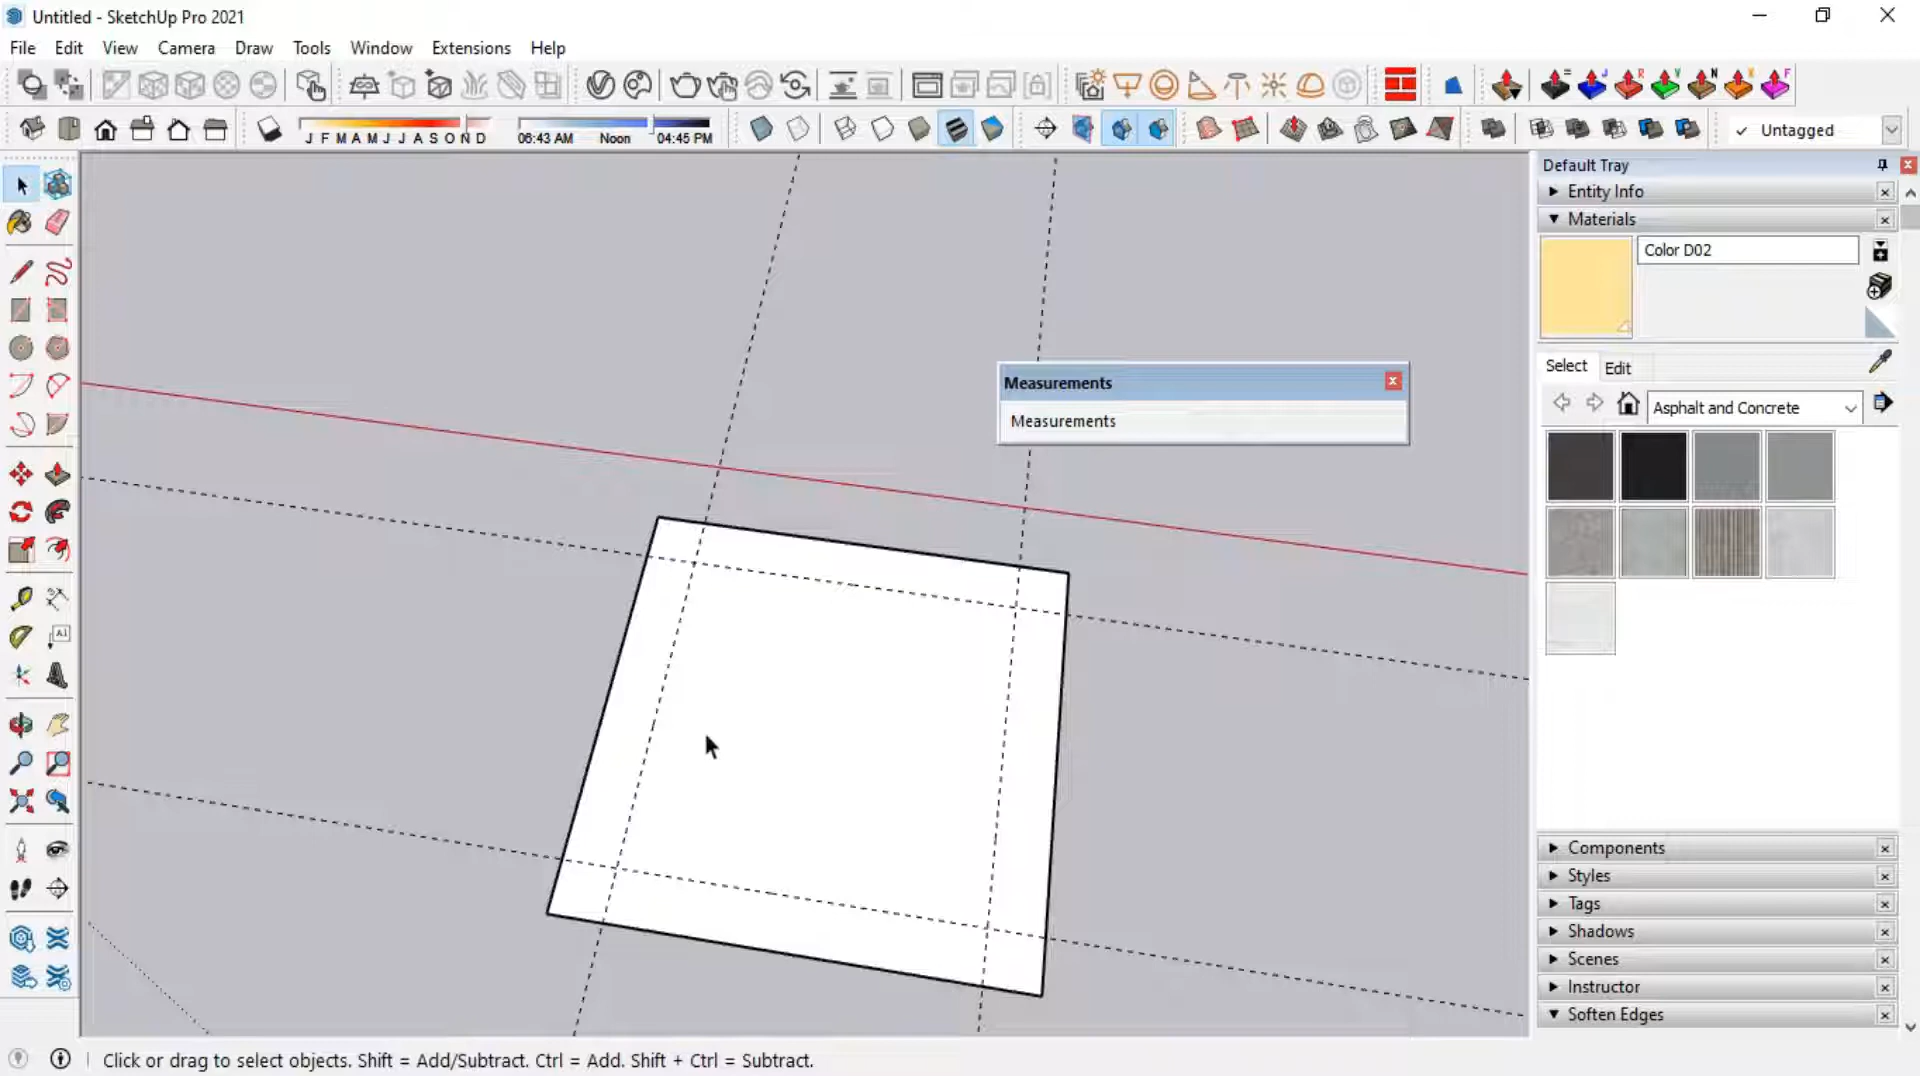 Untitled - SketchUp Pro 2021
File Edit View Camera Draw Tools Window Extensions Help
= J R V N X F
J F M A M J J A S O N D 06:43 AM Noon 04:45 PM
✓ Untagged
Default Tray
Entity Info
Materials
Color D02
Select Edit
Asphalt and Concrete
Measurements
Measurements
A1
Components
Styles
Tags
Shadows
Scenes
Instructor
Soften Edges
Click or drag to select objects. Shift = Add/Subtract. Ctrl = Add. Shift + Ctrl = Subtract.